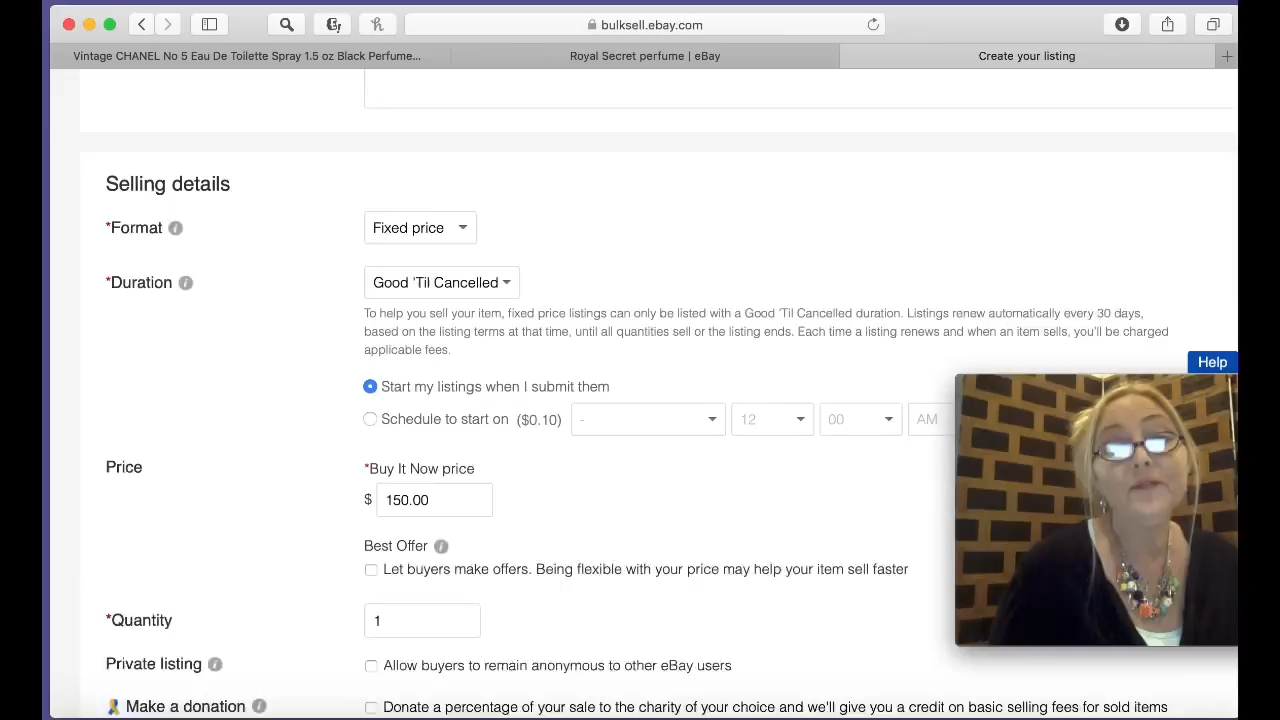 bulksell.ebay.com
Vintage CHANEL No 5 Eau De Toilette Spray 1.5 oz Black Perfume...
Royal Secret perfume | eBay
Create your listing
Selling details
*Format
Fixed price
*Duration
Good 'Til Cancelled
To help you sell your item, fixed price listings can only be listed with a Good 'Til Cancelled duration. Listings renew automatically every 30 days,
based on the listing terms at that time, until all quantities sell or the listing ends. Each time a listing renews and when an item sells, you'll be charged
applicable fees.
Help
Start my listings when I submit them
Schedule to start on ($0.10) - 12 00 AM
Price
*Buy It Now price
$ 150.00
Best Offer
Let buyers make offers. Being flexible with your price may help your item sell faster
*Quantity
1
Private listing
Allow buyers to remain anonymous to other eBay users
Make a donation
Donate a percentage of your sale to the charity of your choice and we'll give you a credit on basic selling fees for sold items